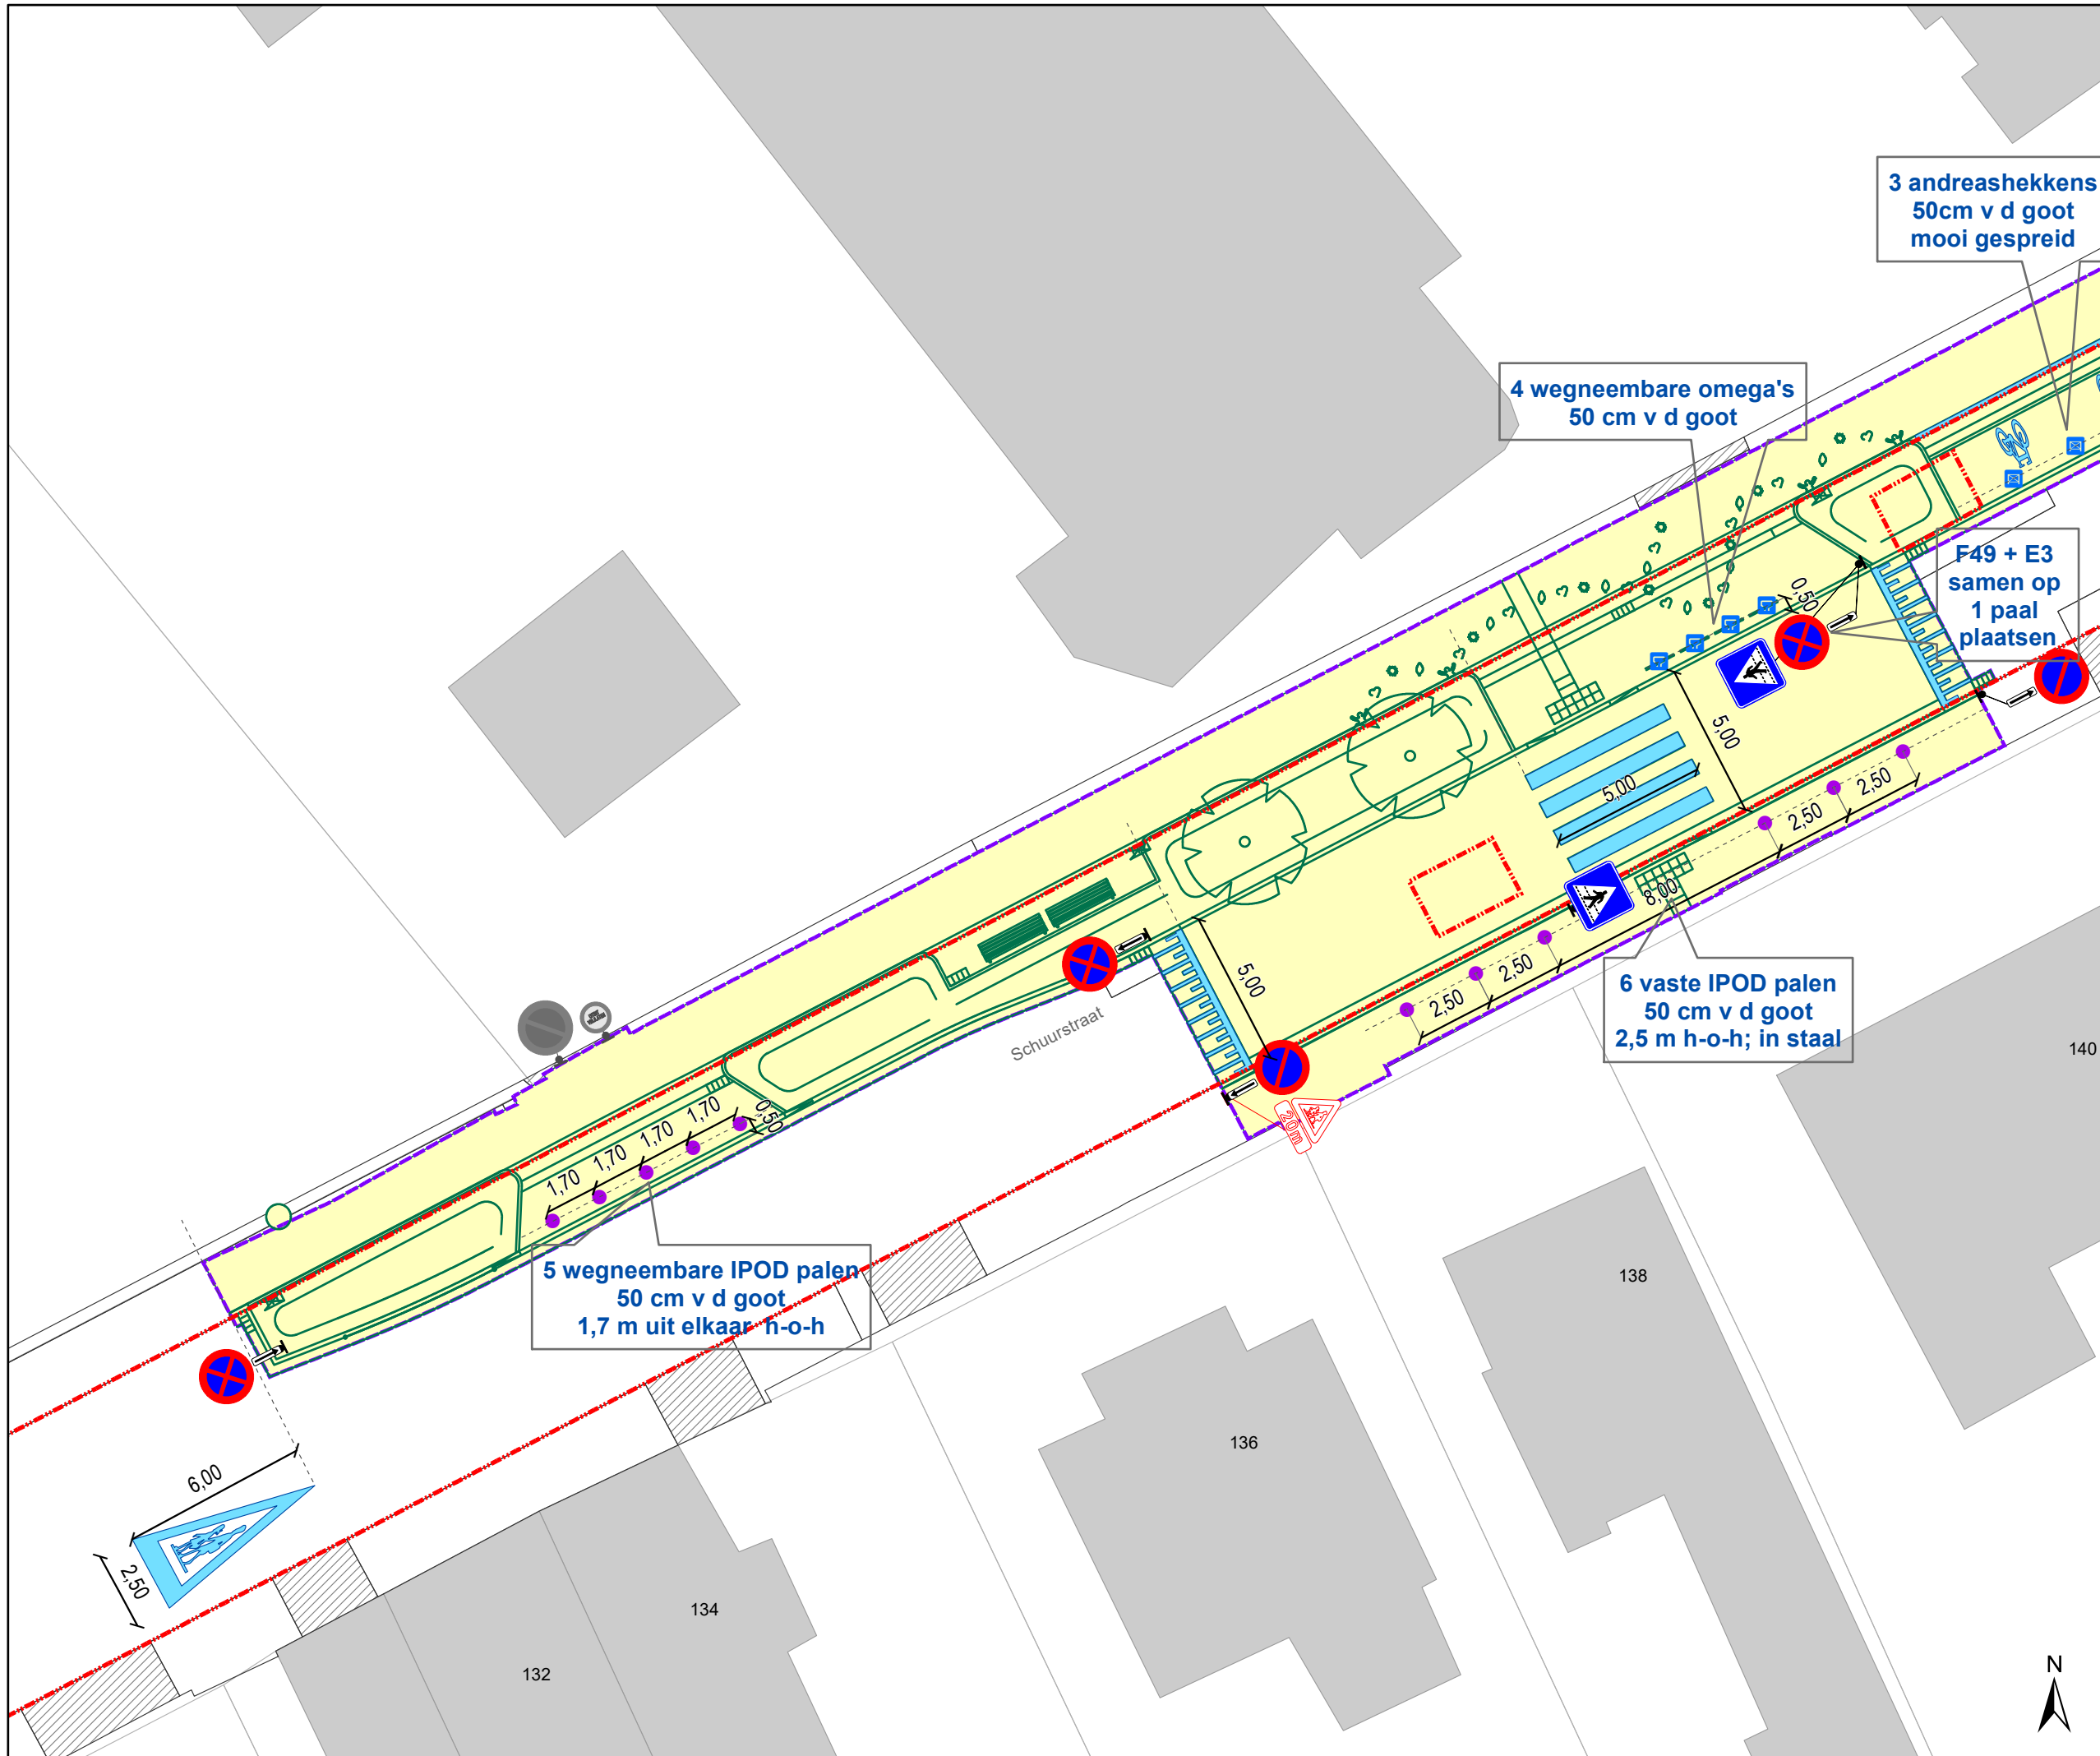 3 andreashekkens
50cm v d goot
mooi gespreid
4 wegneembare omega's
50 cm v d goot
F49 + E3
samen op
1 paal
plaatsen
0,50
5,00
5,00
2,50
2,50
8,00
2,50
2,50
6 vaste IPOD palen
50 cm v d goot
2,5 m h-o-h; in staal
140
5,00
Schuurstraat
20m
1,70
1,70
1,70
1,70
0,50
5 wegneembare IPOD palen
50 cm v d goot
1,7 m uit elkaar h-o-h
138
136
134
132
6,00
2,50
N